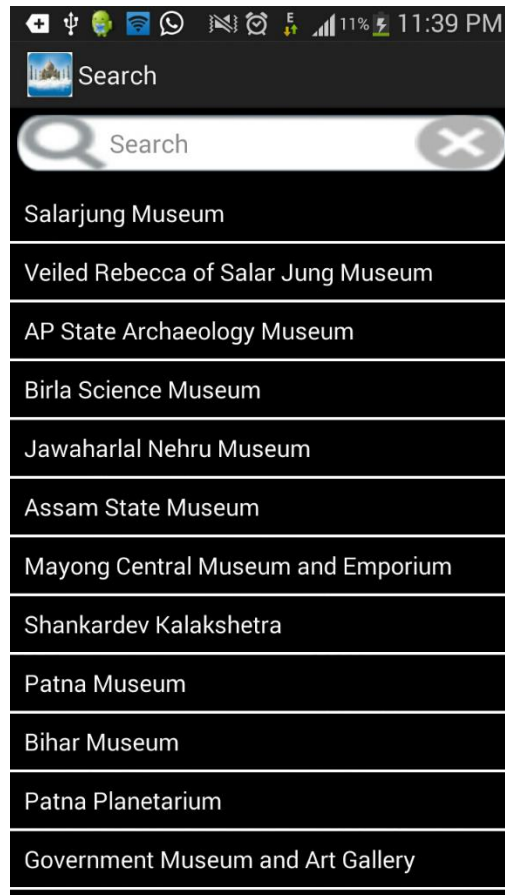 E 11% 11:39 PM
Search
Search
Salarjung Museum
Veiled Rebecca of Salar Jung Museum
AP State Archaeology Museum
Birla Science Museum
Jawaharlal Nehru Museum
Assam State Museum
Mayong Central Museum and Emporium
Shankardev Kalakshetra
Patna Museum
Bihar Museum
Patna Planetarium
Government Museum and Art Gallery